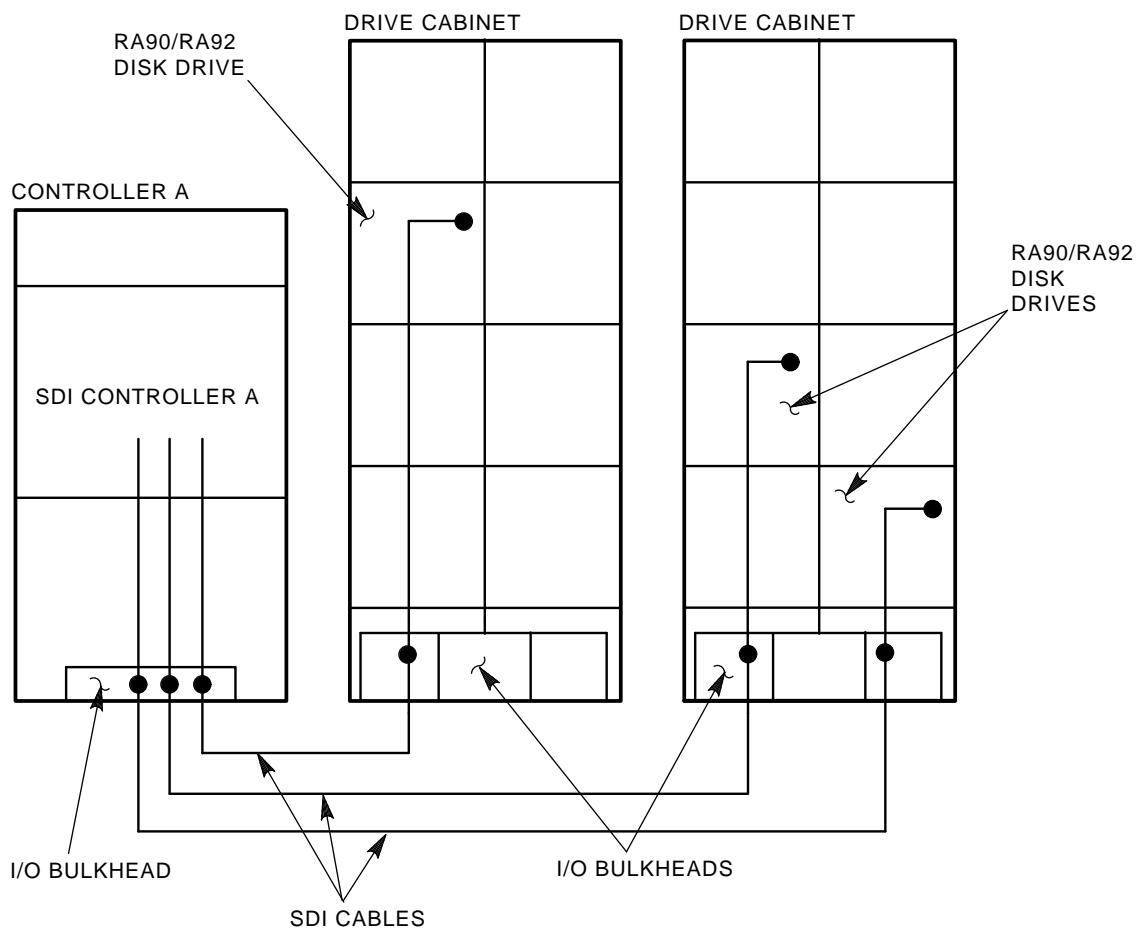 DRIVE CABINET
DRIVE CABINET
RA90/RA92
DISK DRIVE
CONTROLLER A
RA90/RA92
DISK
DRIVES
SDI CONTROLLER A
I/O BULKHEAD
I/O BULKHEADS
SDI CABLES